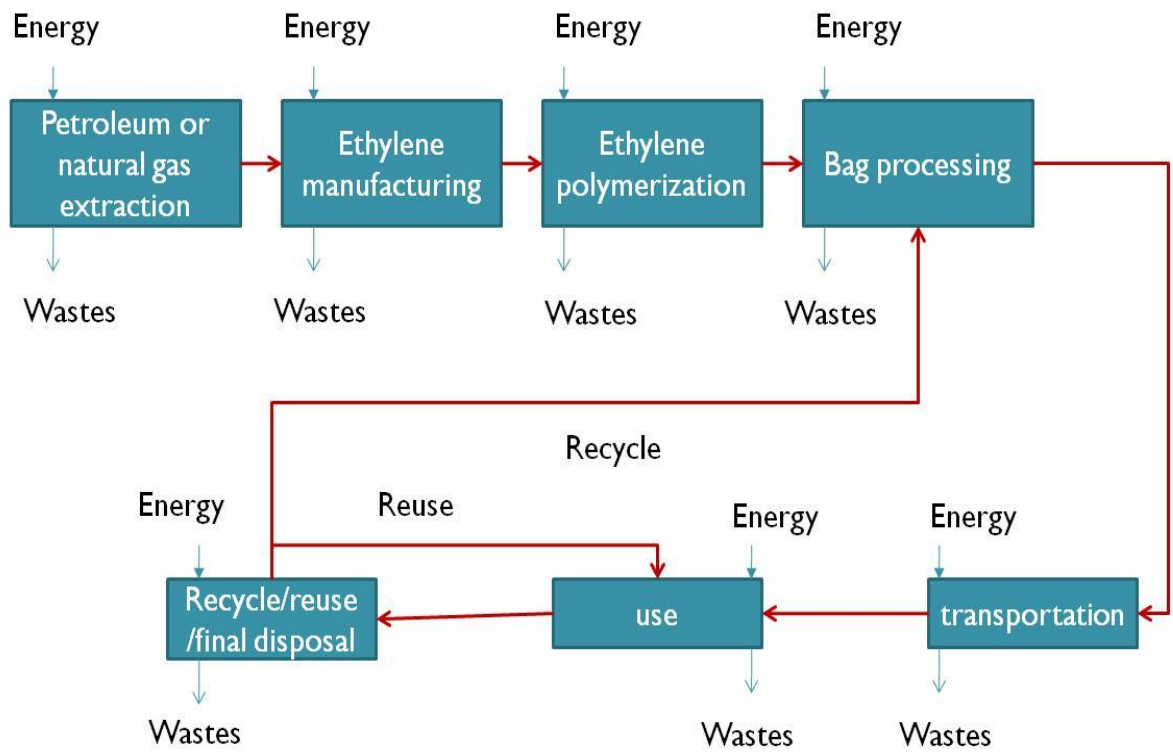 Energy
Energy
Energy
Energy
Petroleum or
natural gas
extraction
Ethylene
manufacturing
Ethylene
polymerization
Bag processing
Wastes
Wastes
Wastes
Wastes
Recycle
Energy
Reuse
Energy
Energy
Recycle/reuse
/final disposal
use
transportation
Wastes
Wastes
Wastes